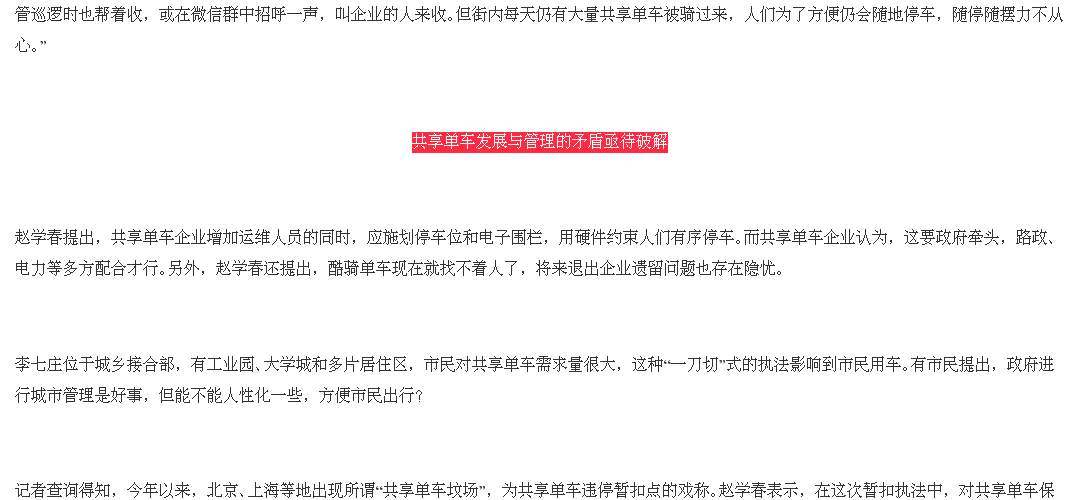 管巡逻时也帮着收，或在微信群中招呼一声，叫企业的人来收。但街内每天仍有大量共享单车被骑过来，人们为了方便仍会随地停车，随停随摆力不从
心。”
共享单车发展与管理的矛盾亟待破解
赵学春提出，共享单车企业增加运维人员的同时，应施划停车位和电子围栏，用硬件约束人们有序停车。而共享单车企业认为，这要政府牵头，路政、
电力等多方配合才行。另外，赵学春还提出，酷骑单车现在就找不着人了，将来退出企业遗留问题也存在隐忧。
李七庄位于城乡接合部，有工业园、大学城和多片居住区，市民对共享单车需求量很大，这种“一刀切”式的执法影响到市民用车。有市民提出，政府进
行城市管理是好事，但能不能人性化一些，方便市民出行？
记者查询得知，今年以来，北京、上海等地出现所谓“共享单车坟场”，为共享单车违停暂扣点的戏称。赵学春表示，在这次暂扣执法中，对共享单车保